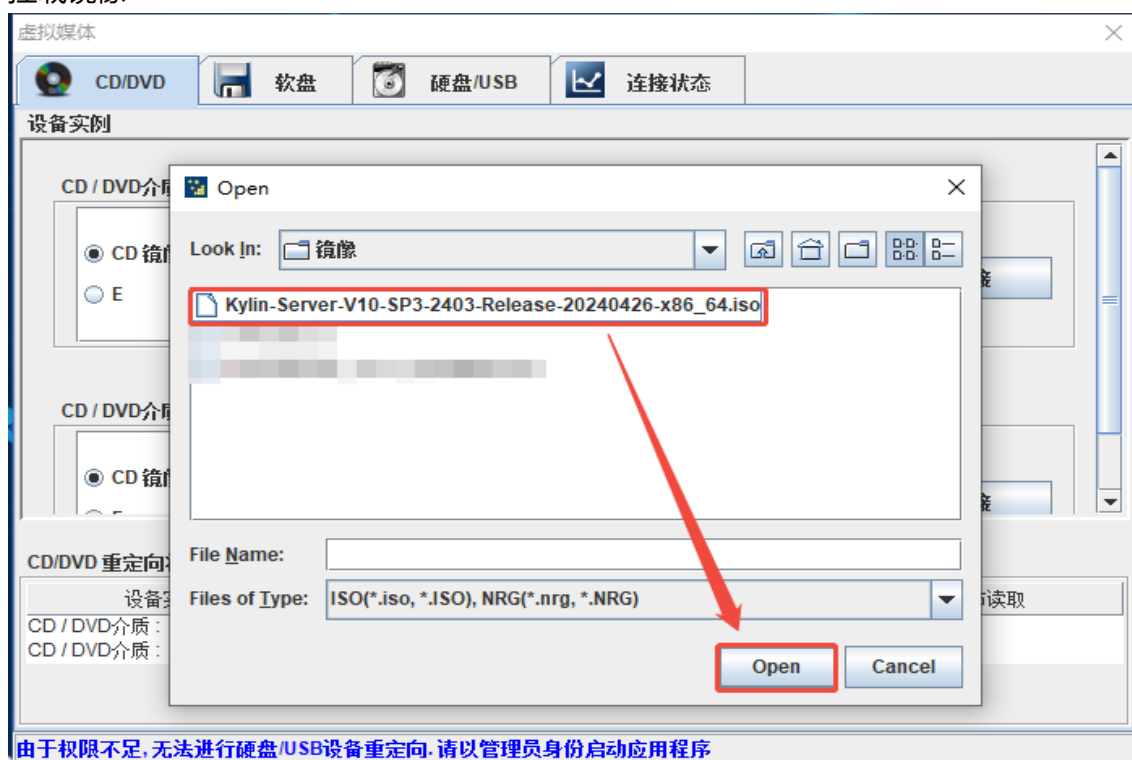 虚拟媒体
CD/DVD 软盘 硬盘/USB 连接状态
设备实例
CD / DVD介
CD 镜
E
Open
Look In: 镜像
Kylin-Server-V10-SP3-2403-Release-20240426-x86_64.iso
CD / DVD介
CD 镜
File Name:
Files of Type: ISO(*.iso, *.ISO), NRG(*.nrg, *.NRG)
Open Cancel
CD/DVD 重定向
设备 读取
CD / DVD介质 :
CD / DVD介质 :
由于权限不足,无法进行硬盘/USB设备重定向.请以管理员身份启动应用程序